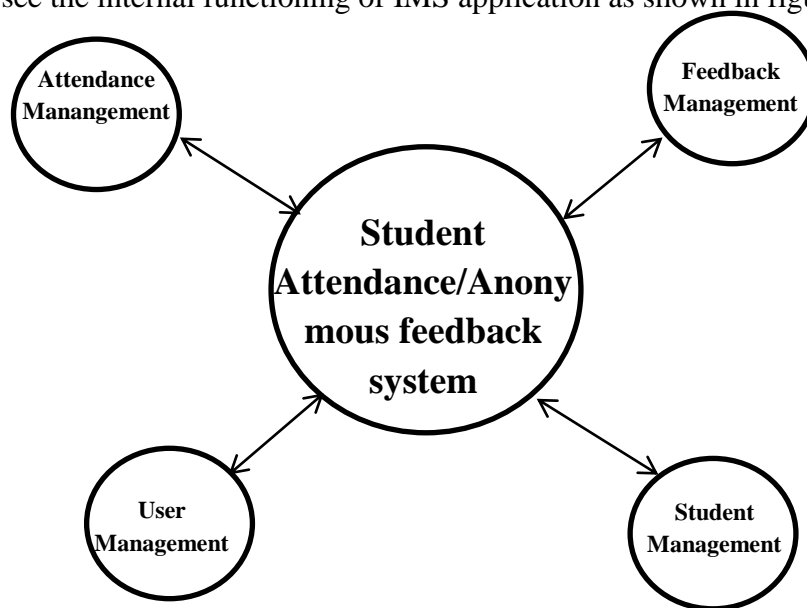 see the internal functioning of IMS application as shown in figu
Attendance
Manangement
Feedback
Management
Student
Attendance/Anony
mous feedback
system
User
Management
Student
Management